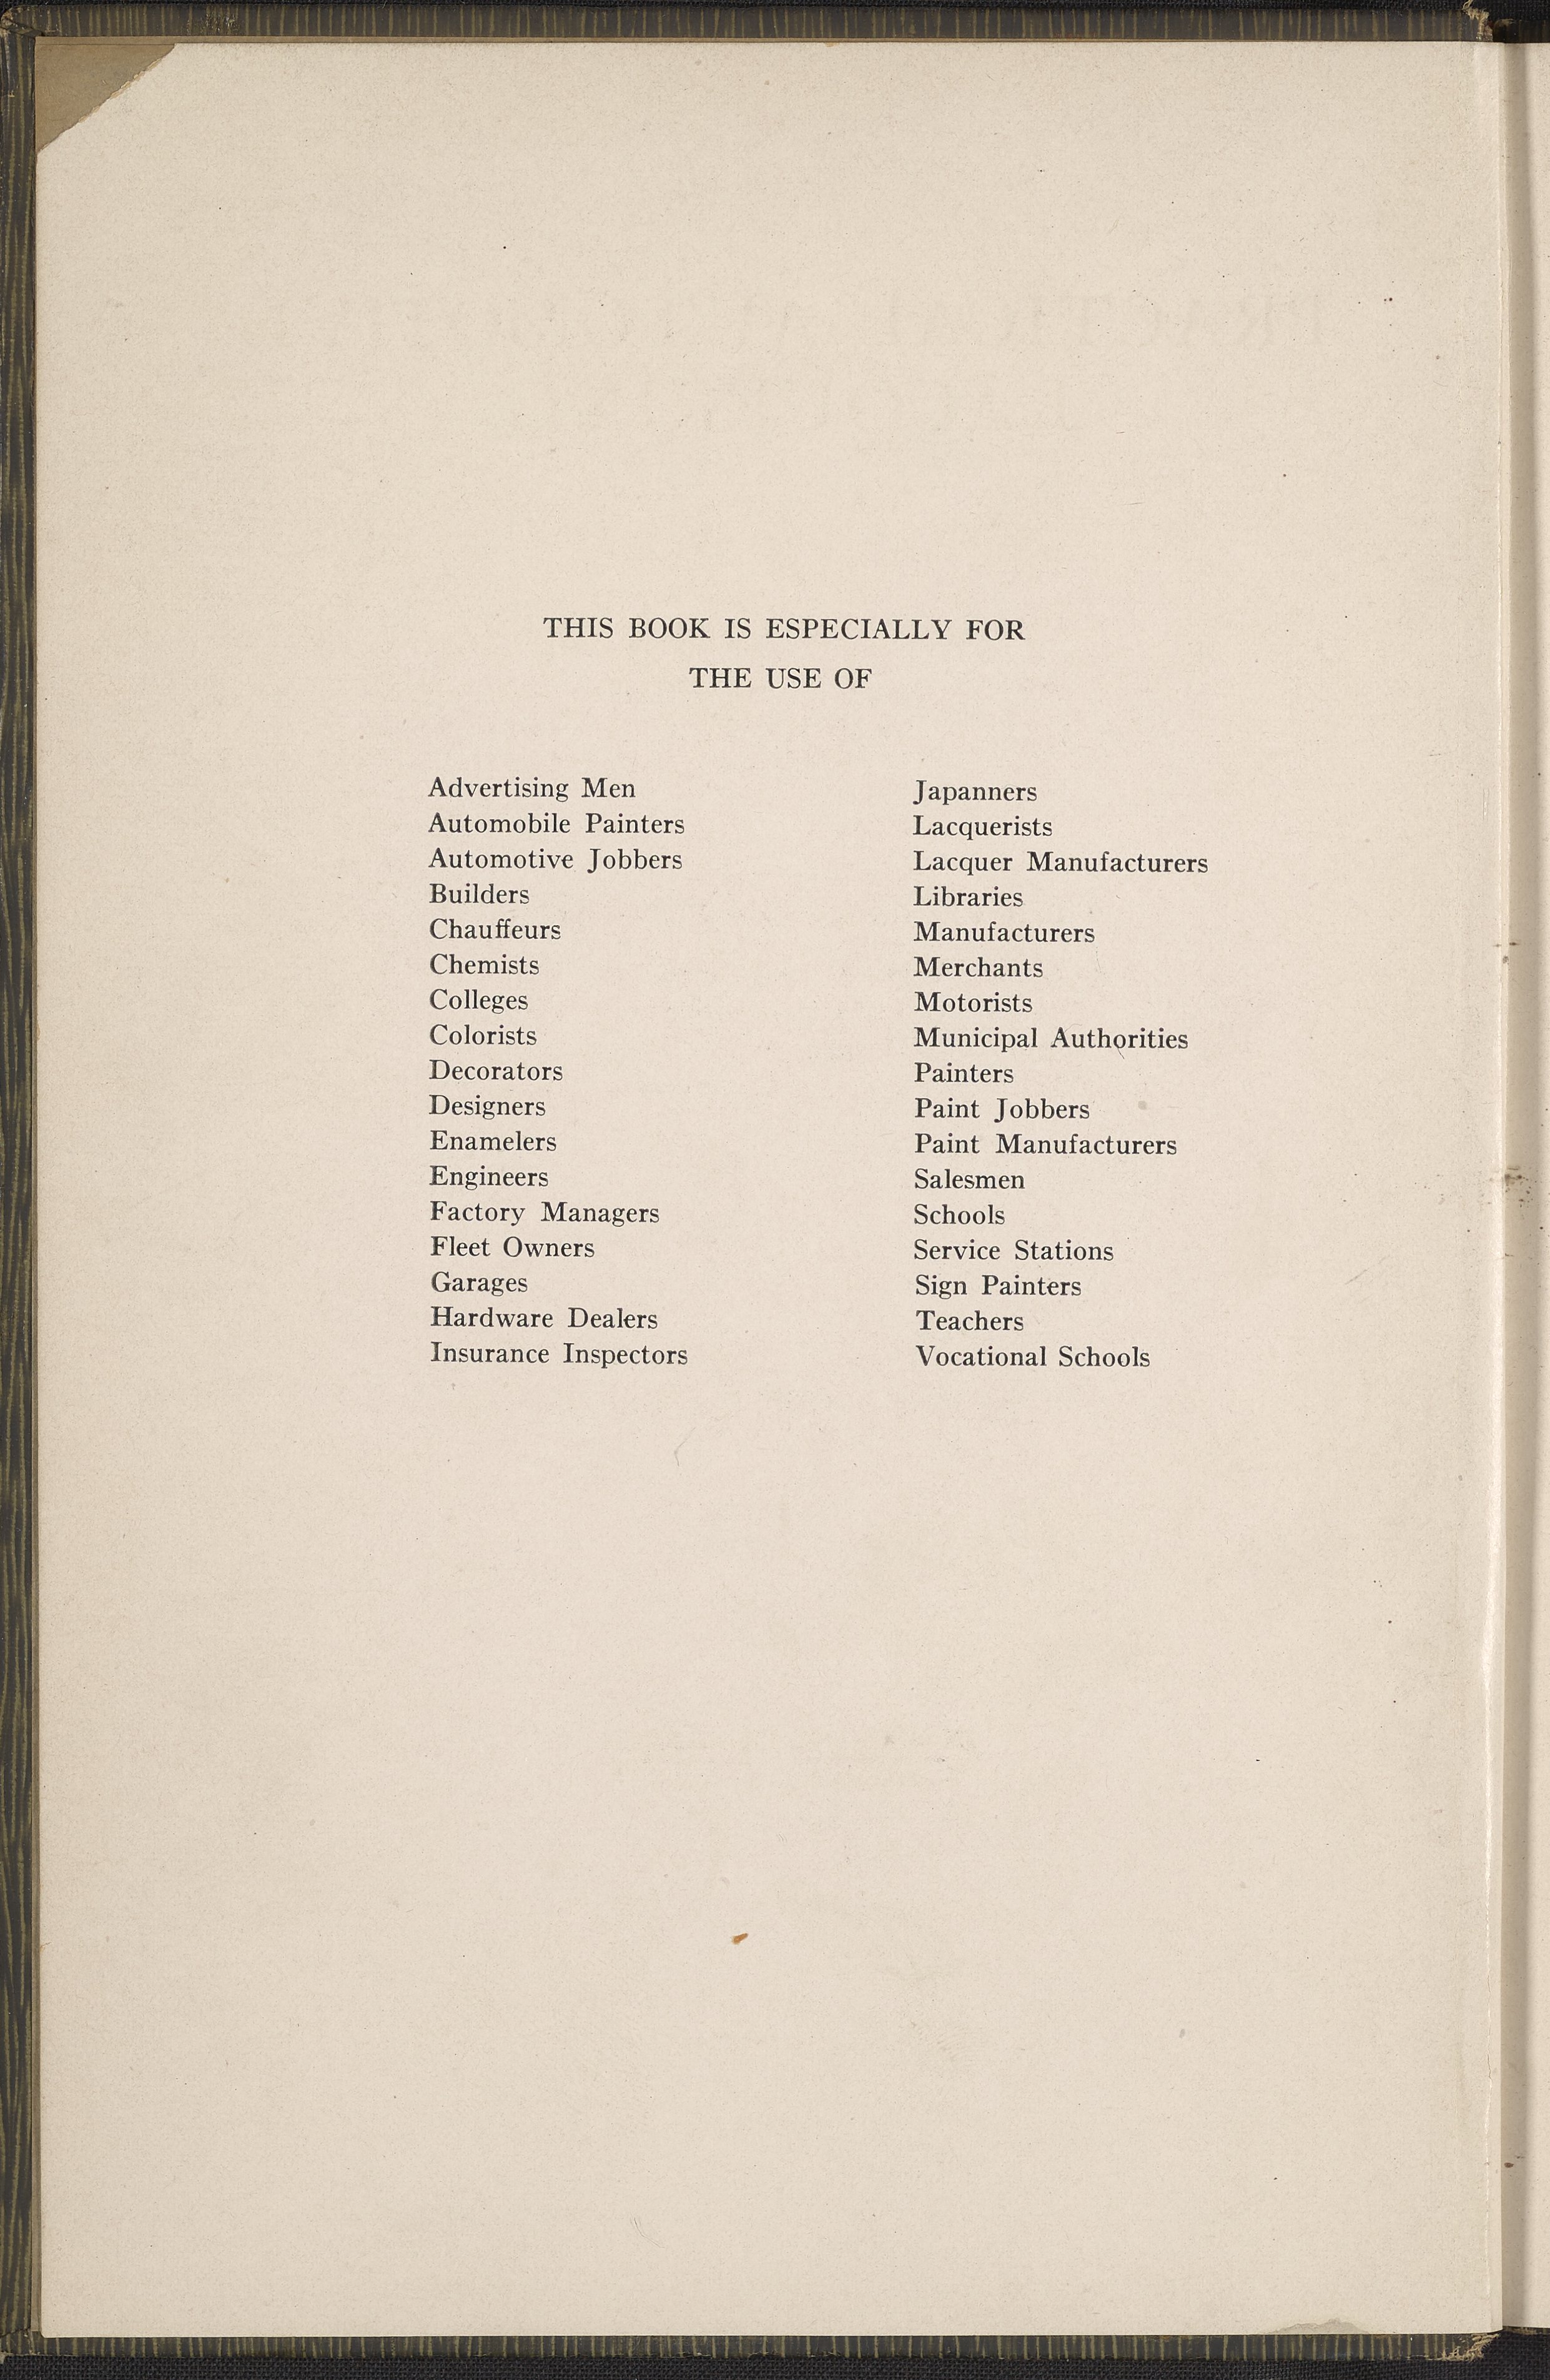 THIS BOOK IS ESPECIALLY FOR
THE USE OF
Advertising Men
Automobile Painters
Automotive Jobbers
Builders
Chauffeurs
Chemists
Colleges
Colorists
Decorators
Designers
Enamelers
Engineers
Factory Managers
Fleet Owners
Garages
Hardware Dealers
Insurance Inspectors
Japanners
Lacquerists
Lacquer Manufacturers
Libraries
Manufacturers
Merchants
Motorists
Municipal Authorities
Painters
Paint Jobbers
Paint Manufacturers
Salesmen
Schools
Service Stations
Sign Painters
Teachers
Vocational Schools